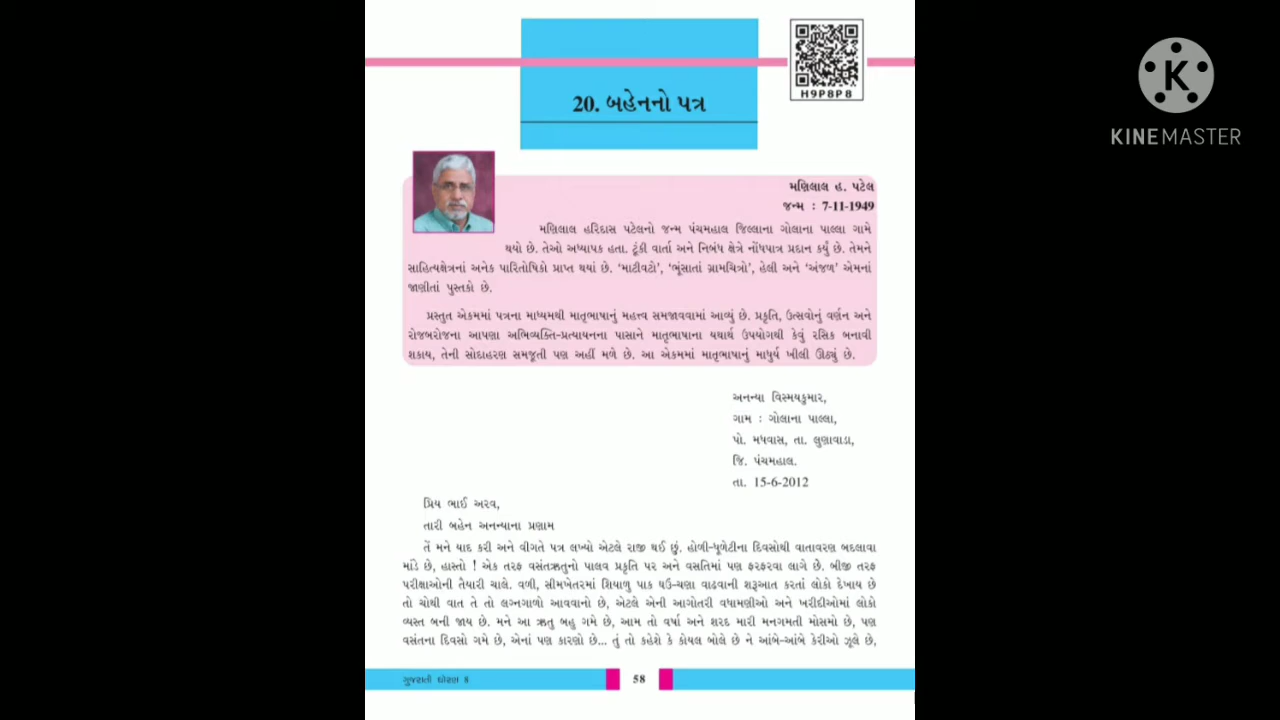 H9P8P8
KINEMASTER
20. બહેનનો પત્ર
મણિલાલ હ. પટેલ
જન્મ : 7-11-1949
મણિલાલ હરિદાસ પટેલનો જન્મ પંચમહાલ જિલ્લાના ગોલાના પાલ્લા ગામે
થયો છે. તેઓ અધ્યાપક હતા. ટૂંકી વાર્તા અને નિબંધ ક્ષેત્રે નોંધપાત્ર પ્રદાન કર્યું છે. તેમને
સાહિત્યક્ષેત્રનાં અનેક પારિતોષિકો પ્રાપ્ત થયાં છે. ‘માટીવટો’, ‘ભૂંસાતાં ગ્રામચિત્રો’, હેલી અને ‘અંજળ’ એમનાં
જાણીતાં પુસ્તકો છે.
પ્રસ્તુત એકમમાં પત્રના માધ્યમથી માતૃભાષાનું મહત્ત્વ સમજાવવામાં આવ્યું છે. પ્રકૃતિ, ઉત્સવોનું વર્ણન અને
રોજબરોજના આપણા અભિવ્યક્તિ-પ્રત્યાયનના પાસાને માતૃભાષાના યથાર્થ ઉપયોગથી કેવું રસિક બનાવી
શકાય, તેની સોદાહરણ સમજૂતી પણ અહીં મળે છે. આ એકમમાં માતૃભાષાનું માધુર્ય ખીલી ઊઠ્યું છે.
અનન્યા વિસ્મયકુમાર,
ગામ : ગોલાના પાલ્લા,
પો. મધવાસ, તા. લુણાવાડા,
જિ. પંચમહાલ.
તા. 15-6-2012
પ્રિય ભાઈ અરવ,
તારી બહેન અનન્યાના પ્રણામ
તેં મને યાદ કરી અને વીગતે પત્ર લખ્યો એટલે રાજી થઈ છું. હોળી-ધૂળેટીના દિવસોથી વાતાવરણ બદલાવા
માંડે છે, હાસ્તો ! એક તરફ વસંતઋતુનો પાલવ પ્રકૃતિ પર અને વસતિમાં પણ ફરફરવા લાગે છે. બીજી તરફ
પરીક્ષાઓની તૈયારી ચાલે. વળી, સીમખેતરમાં શિયાળુ પાક ઘઉં-ચણા વાઢવાની શરૂઆત કરતાં લોકો દેખાય છે
તો ચોથી વાત તે તો લગ્નગાળો આવવાનો છે, એટલે એની આગોતરી વધામણીઓ અને ખરીદીઓમાં લોકો
વ્યસ્ત બની જાય છે. મને આ ઋતુ બહુ ગમે છે, આમ તો વર્ષા અને શરદ મારી મનગમતી મોસમો છે, પણ
વસંતના દિવસો ગમે છે, એનાં પણ કારણો છે... તું તો કહેશે કે કોયલ બોલે છે ને આંબે-આંબે કેરીઓ ઝૂલે છે,
ગુજરાતી ધોરણ 8
58